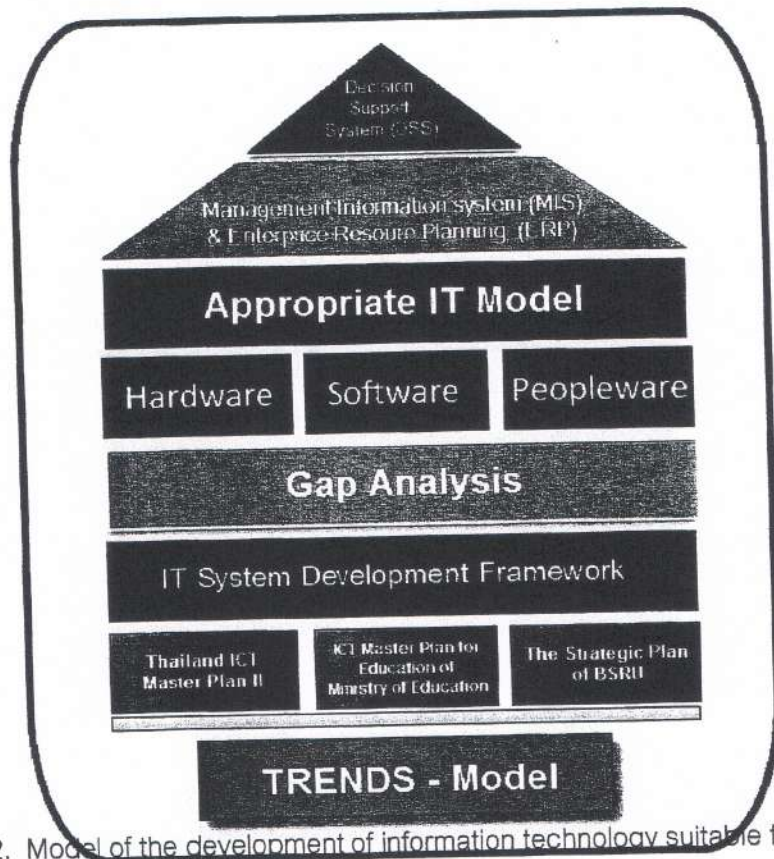 Decision
Support
System (DSS)
Management Information system (MIS)
& Enterprice Resoure Planning (ERP)
Appropriate IT Model
Hardware Software Peopleware
Gap Analysis
IT System Development Framework
Thailand ICT
Master Plan II
ICT Master Plan for
Education of
Ministry of Education
The Strategic Plan
of BSRU
TRENDS - Model
2. Model of the development of information technology suitable